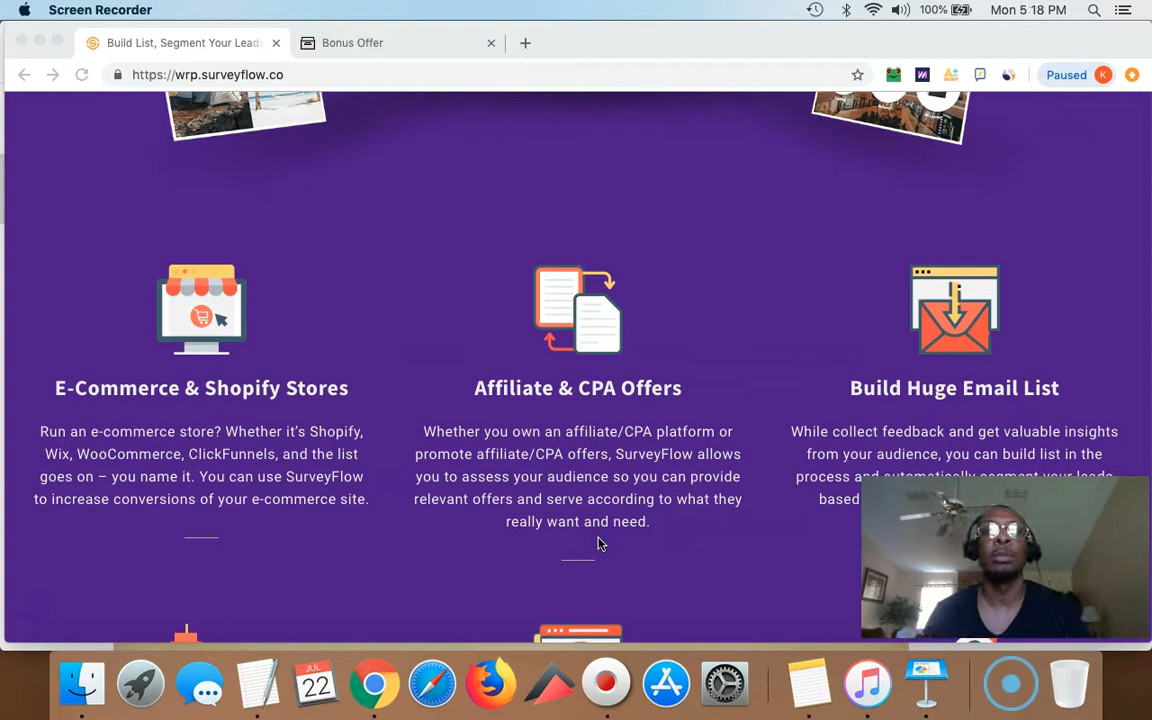 Screen Recorder
100%
Mon 5:18 PM
Build List, Segment Your Leads
Bonus Offer
https://wrp.surveyflow.co
Paused
K
E-Commerce & Shopify Stores
Run an e-commerce store? Whether it's Shopify,
Wix, WooCommerce, ClickFunnels, and the list
goes on – you name it. You can use SurveyFlow
to increase conversions of your e-commerce site.
Affiliate & CPA Offers
Whether you own an affiliate/CPA platform or
promote affiliate/CPA offers, SurveyFlow allows
you to assess your audience so you can provide
relevant offers and serve according to what they
really want and need.
Build Huge Email List
While collect feedback and get valuable insights
from your audience, you can build list in the
process and automatically segment your leads
based
JUL
22